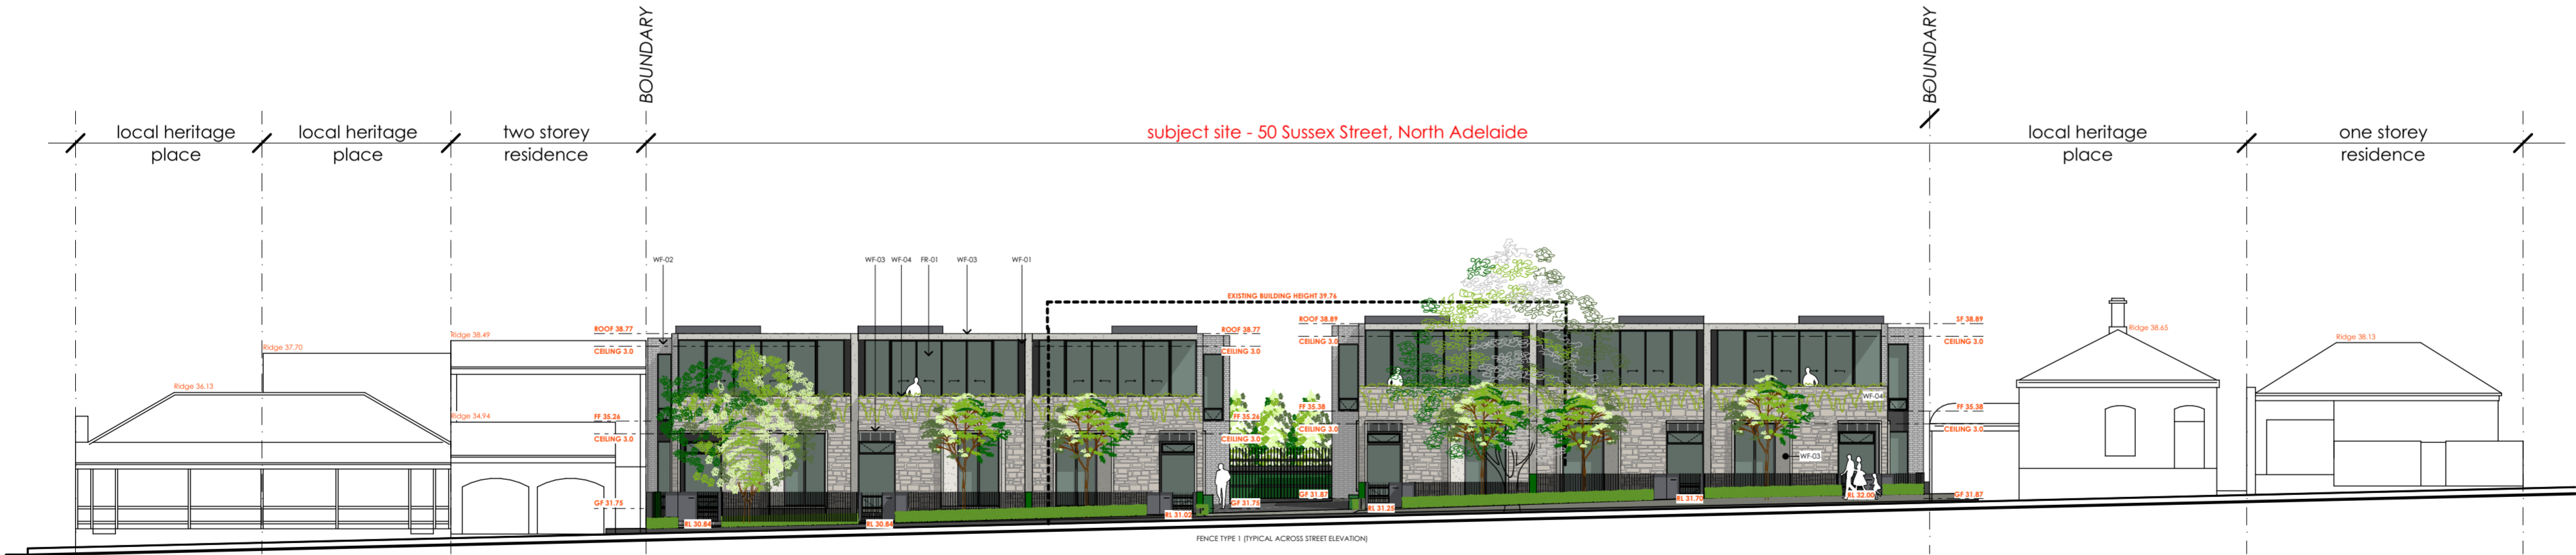 BOUNDARY
BOUNDARY
local heritage
place
local heritage
place
two storey
residence
subject site - 50 Sussex Street, North Adelaide
local heritage
place
one storey
residence
WF-02
WF-03
WF-04
FR-01
WF-03
WF-01
EXISTING BUILDING HEIGHT 39.76
Ridge 36.13
Ridge 37.70
Ridge 38.49
Ridge 34.94
ROOF 38.77
CEILING 3.0
FF 35.26
CEILING 3.0
GF 31.75
ROOF 38.77
CEILING 3.0
FF 35.26
CEILING 3.0
GF 31.75
ROOF 38.89
CEILING 3.0
FF 35.38
CEILING 3.0
GF 31.87
SF 38.89
CEILING 3.0
FF 35.38
CEILING 3.0
GF 31.87
WF-04
WF-03
Ridge 38.65
Ridge 38.13
RL 30.84
RL 30.84
RL 31.02
RL 31.25
RL 31.70
RL 32.00
FENCE TYPE 1 (TYPICAL ACROSS STREET ELEVATION)